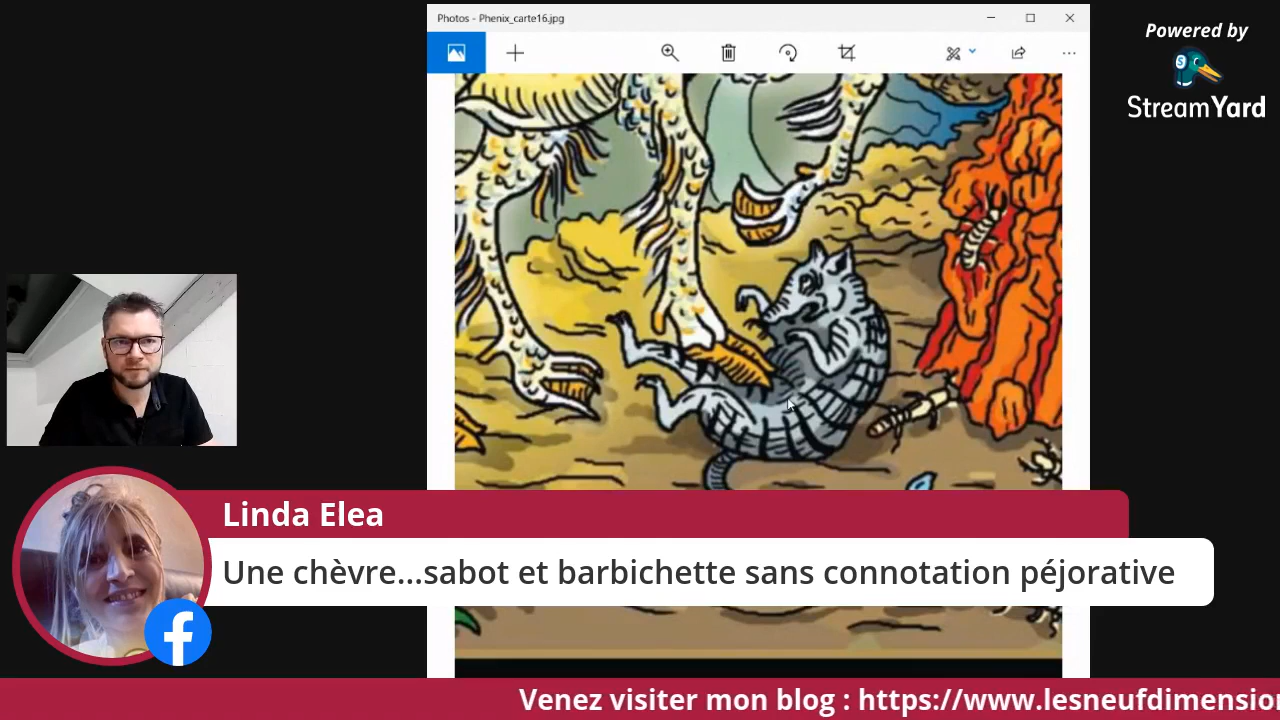 Photos - Phenix_carte16.jpg
Powered by
StreamYard
Linda Elea
Une chèvre...sabot et barbichette sans connotation péjorative
Venez visiter mon blog : https://www.lesneufdimensio